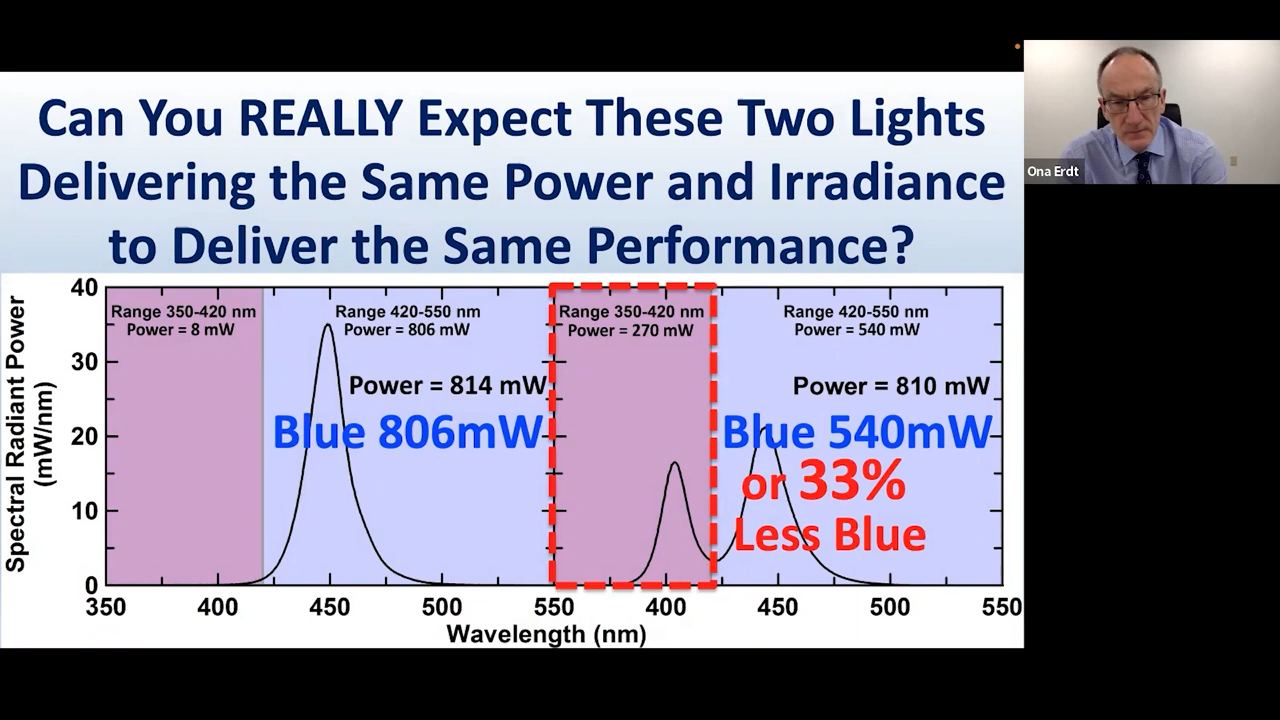 Can You REALLY Expect These Two Lights
Delivering the Same Power and Irradiance
to Deliver the Same Performance?
Ona Erdt
Spectral Radiant Power
(mW/nm)
40
30
20
10
0
Range 350-420 nm
Power = 8 mW
Range 420-550 nm
Power = 806 mW
Power = 814 mW
Blue 806mW
Range 350-420 nm
Power = 270 mW
Range 420-550 nm
Power = 540 mW
Power = 810 mW
Blue 540mW
or 33%
Less Blue
350 400 450 500 550 400 450 500 550
Wavelength (nm)